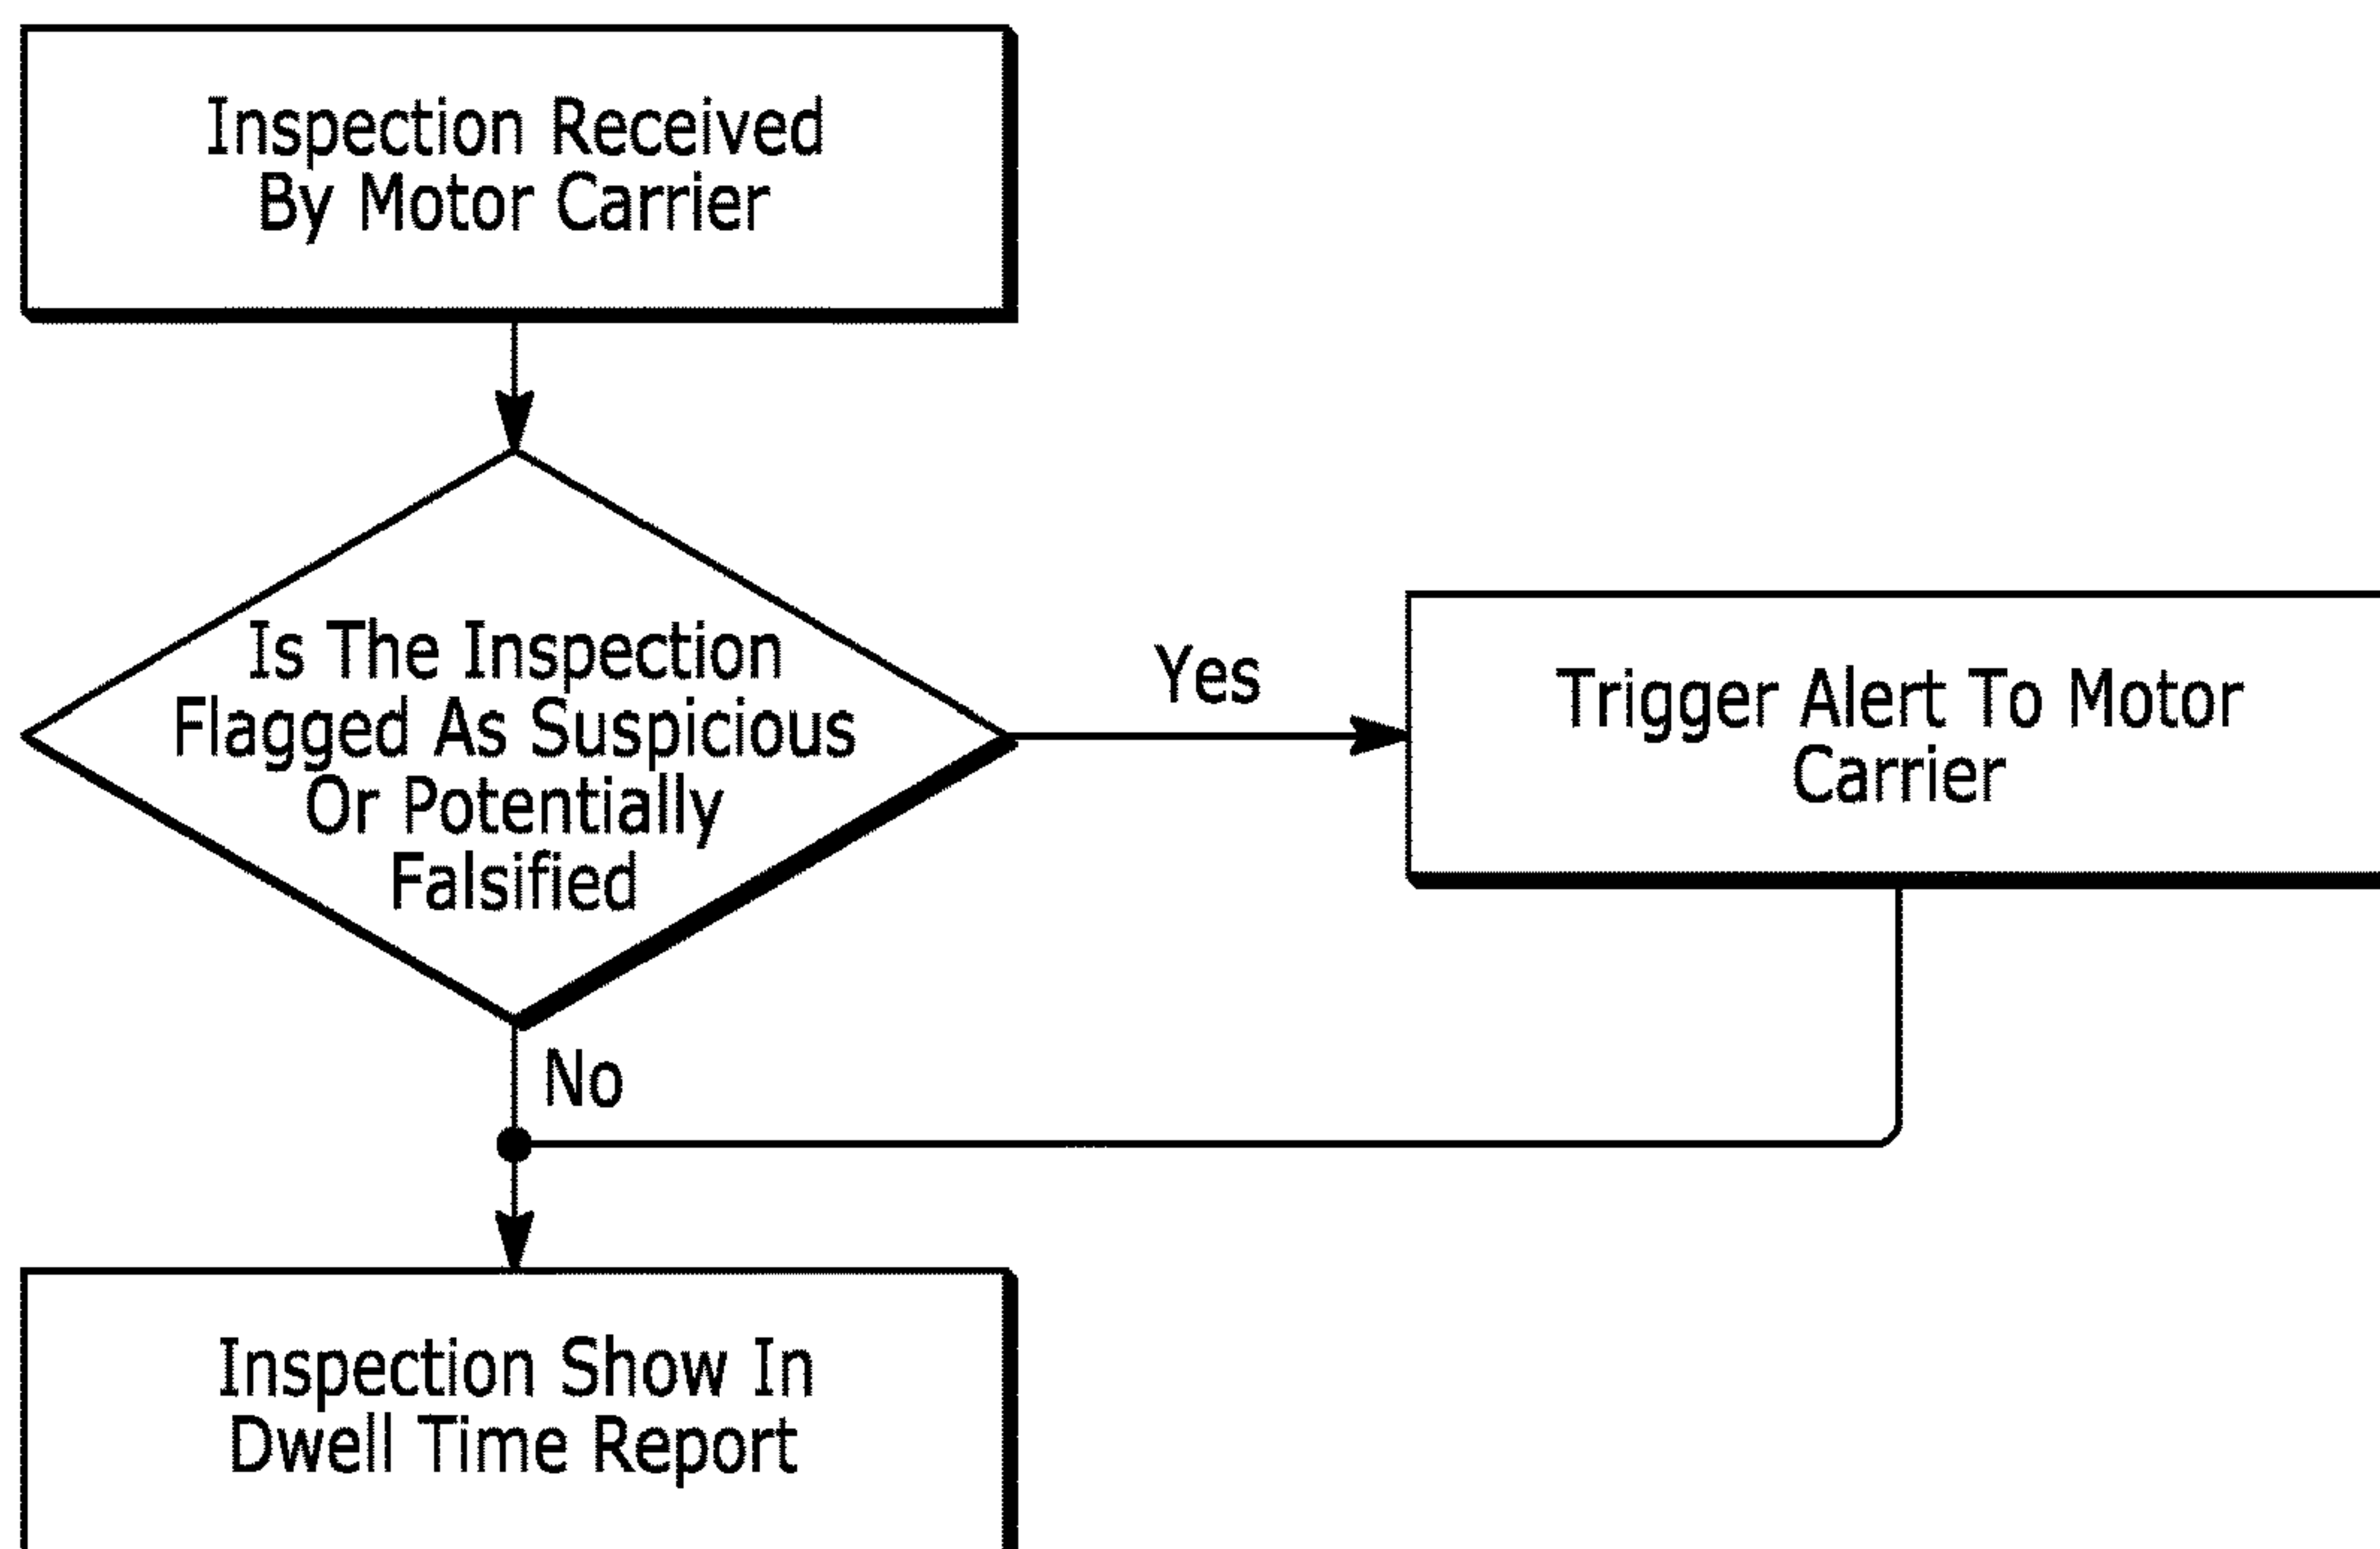 Inspection Received
By Motor Carrier
Is The Inspection
Flagged As Suspicious
Or Potentially
Falsified
Yes
Trigger Alert To Motor
Carrier
No
Inspection Show In
Dwell Time Report